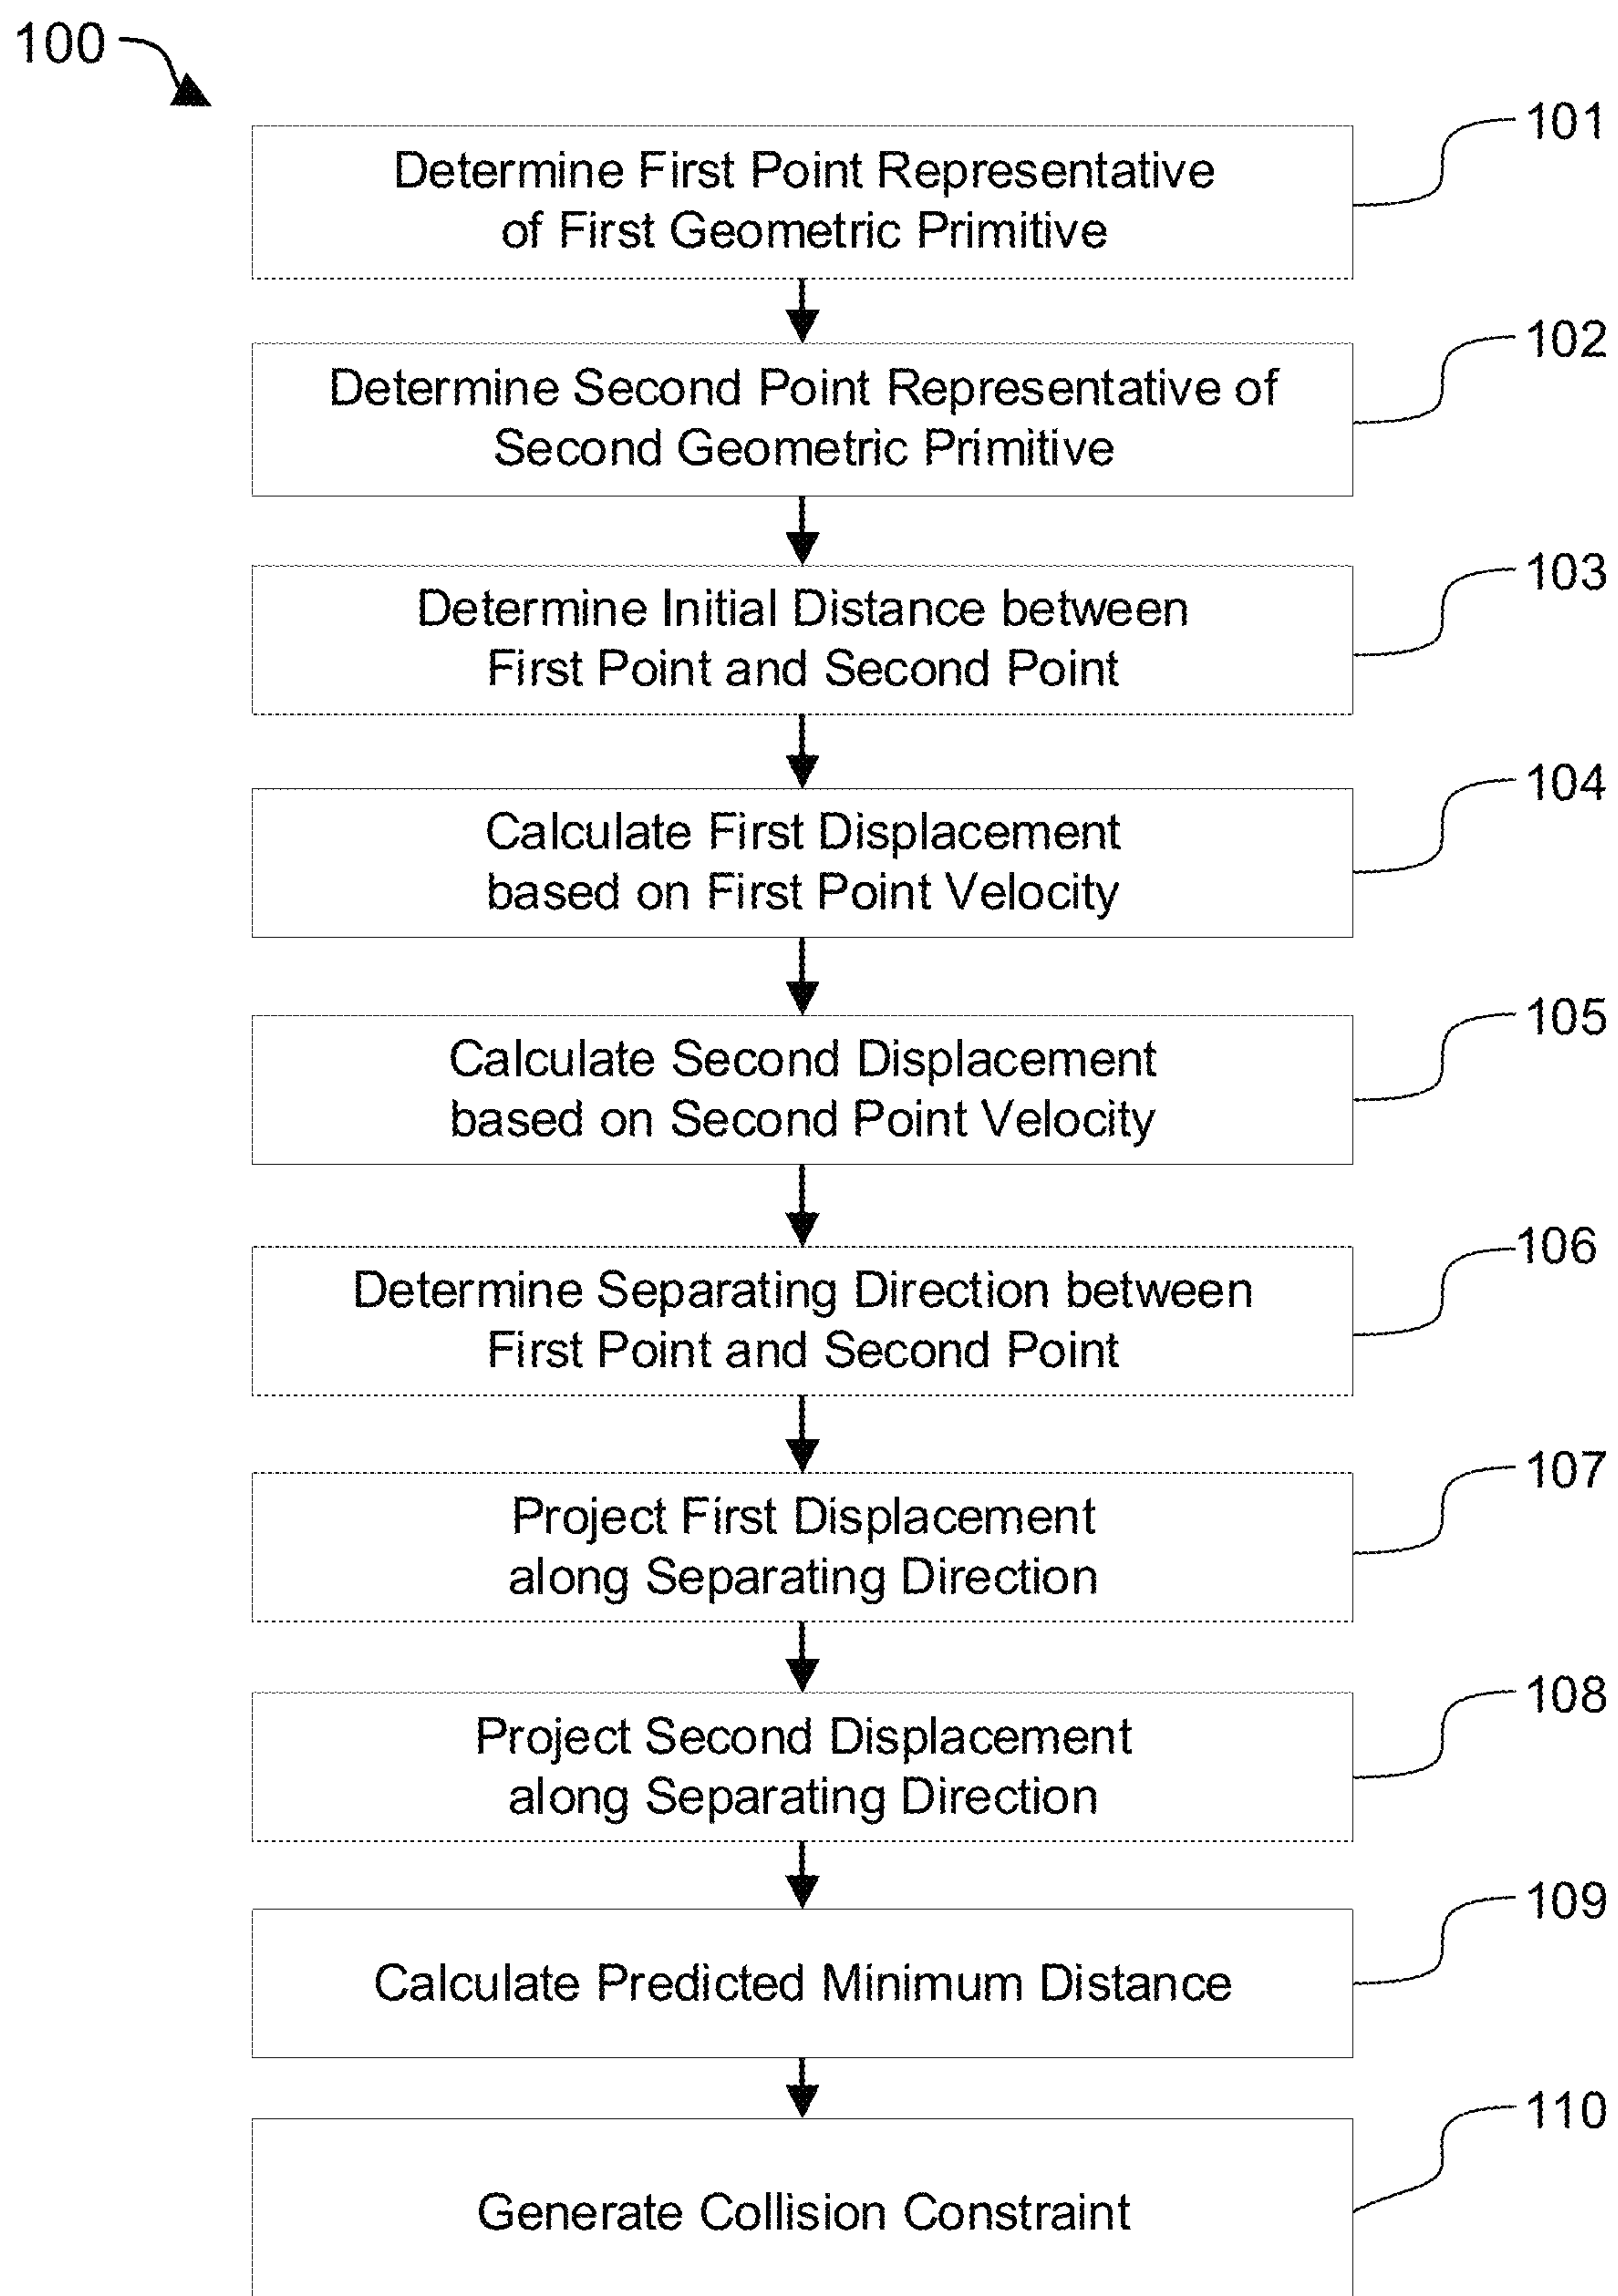 100
101
Determine First Point Representative
of First Geometric Primitive
102
Determine Second Point Representative of
Second Geometric Primitive
103
Determine Initial Distance between
First Point and Second Point
104
Calculate First Displacement
based on First Point Velocity
105
Calculate Second Displacement
based on Second Point Velocity
106
Determine Separating Direction between
First Point and Second Point
107
Project First Displacement
along Separating Direction
108
Project Second Displacement
along Separating Direction
109
Calculate Predicted Minimum Distance
110
Generate Collision Constraint